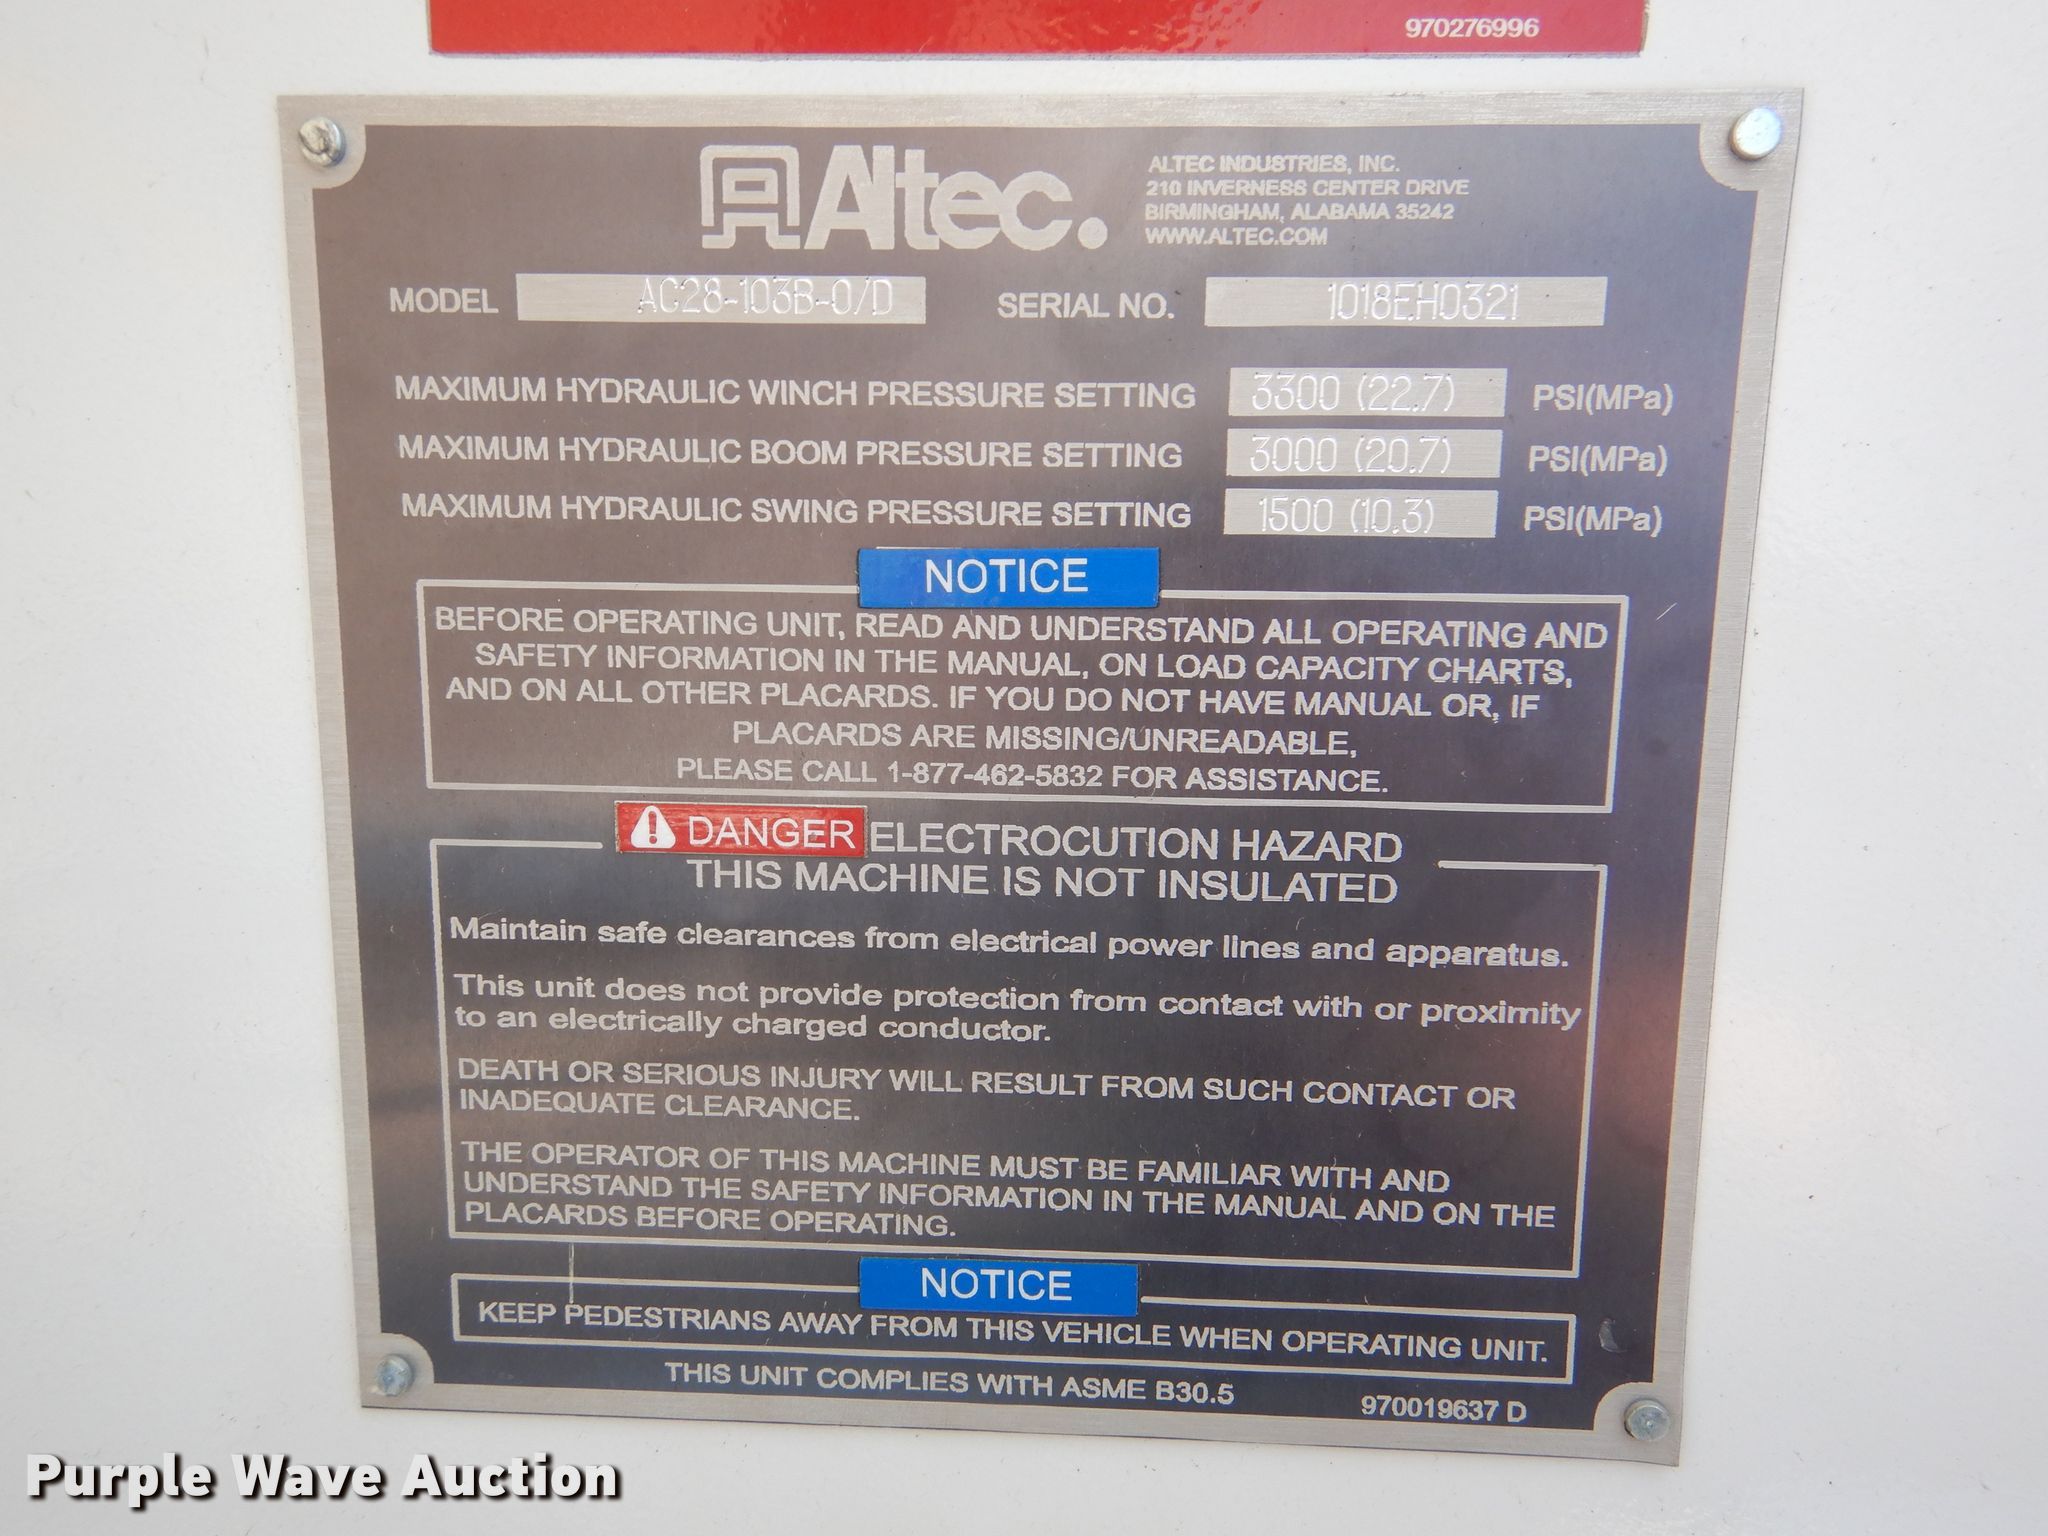 970276996
Altec.
ALTEC INDUSTRIES, INC.
210 INVERNESS CENTER DRIVE
BIRMINGHAM, ALABAMA 35242
WWW.ALTEC.COM
MODEL AC28-103B-O/D SERIAL NO. 1018EH0321
MAXIMUM HYDRAULIC WINCH PRESSURE SETTING 3300 (22.7) PSI(MPa)
MAXIMUM HYDRAULIC BOOM PRESSURE SETTING 3000 (20.7) PSI(MPa)
MAXIMUM HYDRAULIC SWING PRESSURE SETTING 1500 (10.3) PSI(MPa)
NOTICE
BEFORE OPERATING UNIT, READ AND UNDERSTAND ALL OPERATING AND
SAFETY INFORMATION IN THE MANUAL, ON LOAD CAPACITY CHARTS,
AND ON ALL OTHER PLACARDS. IF YOU DO NOT HAVE MANUAL OR, IF
PLACARDS ARE MISSING/UNREADABLE,
PLEASE CALL 1-877-462-5832 FOR ASSISTANCE.
DANGER ELECTROCUTION HAZARD
THIS MACHINE IS NOT INSULATED
Maintain safe clearances from electrical power lines and apparatus.
This unit does not provide protection from contact with or proximity
to an electrically charged conductor.
DEATH OR SERIOUS INJURY WILL RESULT FROM SUCH CONTACT OR
INADEQUATE CLEARANCE.
THE OPERATOR OF THIS MACHINE MUST BE FAMILIAR WITH AND
UNDERSTAND THE SAFETY INFORMATION IN THE MANUAL AND ON THE
PLACARDS BEFORE OPERATING.
NOTICE
KEEP PEDESTRIANS AWAY FROM THIS VEHICLE WHEN OPERATING UNIT.
THIS UNIT COMPLIES WITH ASME B30.5
970019637 D
Purple Wave Auction